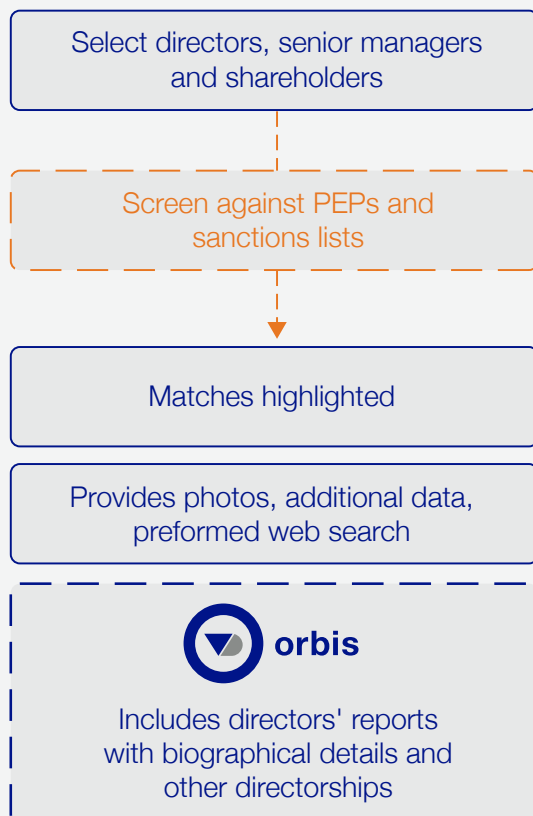 Select directors, senior managers
and shareholders
Screen against PEPs and
sanctions lists
Matches highlighted
Provides photos, additional data,
preformed web search
orbis
Includes directors' reports
with biographical details and
other directorships